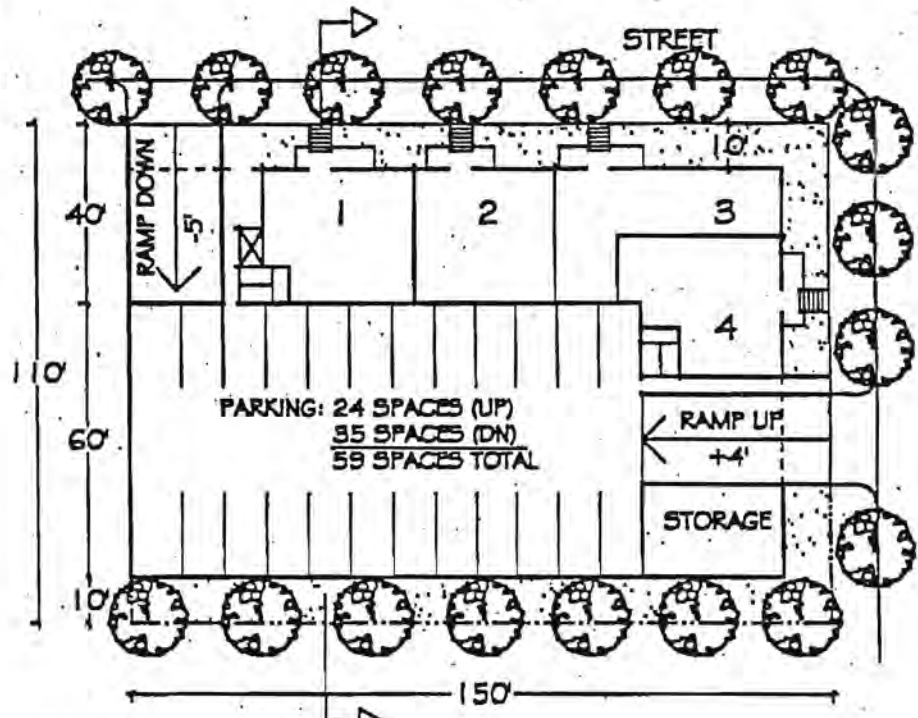 STREET
10'
RAMP DOWN
-5'
40'
1
2
3
4
110'
60'
PARKING: 24 SPACES (UP)
35 SPACES (DN)
59 SPACES TOTAL
RAMP UP
+4'
STORAGE
10'
150'